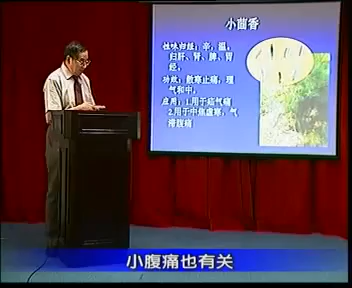 小茴香
性味归经：辛，温。
归肝、肾、脾、胃
经。
功效：散寒止痛，理
气和中。
应用：1.用于疝气痛
2.用于中焦虚寒，气
滞腹痛
小腹痛也有关